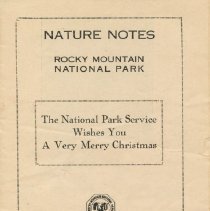 NATURE NOTES
ROCKY MOUNTAIN
NATIONAL PARK
The National Park Service
Wishes You
A Very Merry Christmas